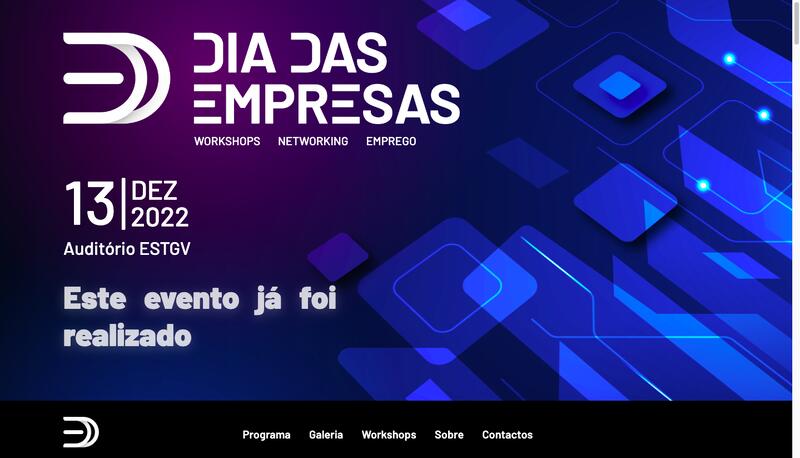 DIA DAS
EMPRESAS
WORKSHOPS NETWORKING EMPREGO
13 DEZ
2022
Auditório ESTGV
Este evento já foi
realizado
Programa Galeria Workshops Sobre Contactos